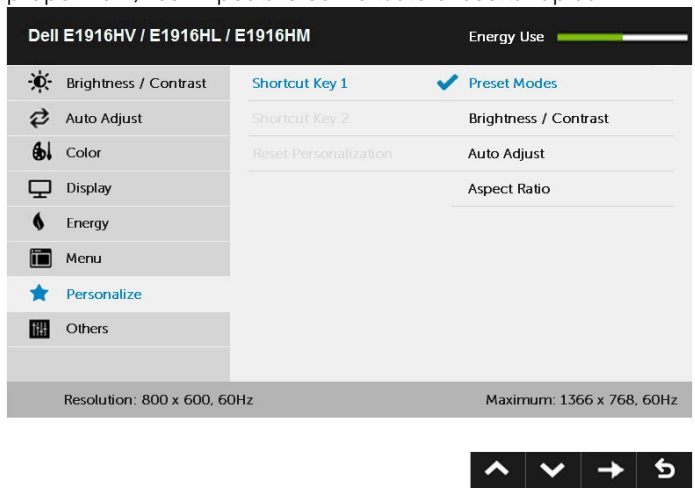 Dell E1916HV / E1916HL / E1916HM Energy Use
Brightness / Contrast Shortcut Key 1 Preset Modes
Auto Adjust Shortcut Key 2 Brightness / Contrast
Color Reset Personalization Auto Adjust
Display Aspect Ratio
Energy
Menu
Personalize
Others
Resolution: 800 x 600, 60Hz Maximum: 1366 x 768, 60Hz